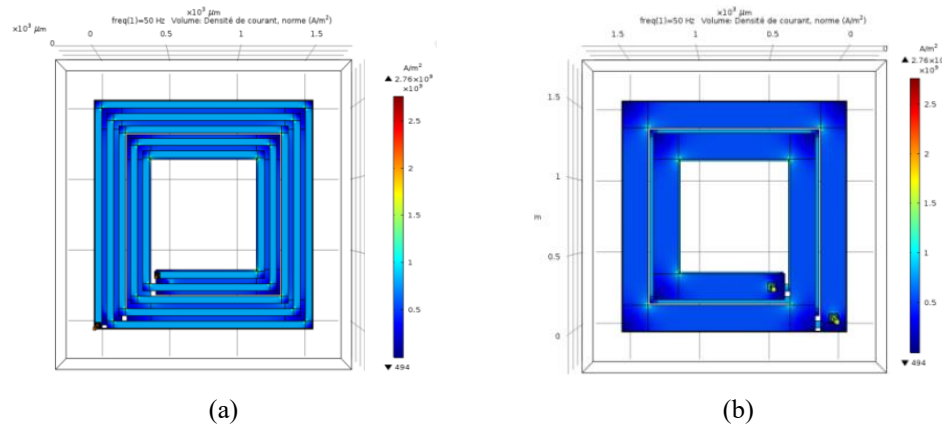 ×10³ μm
freq(1)=50 Hz Volume: Densité de courant, norme (A/m²)
×10³ μm
0 0.5 1 1.5
0
A/m²
▲ 2.76×10⁹
×10⁹
2.5
2
1.5
1
0.5
▼ 494
(a)
×10³ μm
freq(1)=50 Hz Volume: Densité de courant, norme (A/m²)
1.5 1 0.5 0
0
1.5
1
m
0.5
0
A/m²
▲ 2.76×10⁹
×10⁹
2.5
2
1.5
1
0.5
▼ 494
(b)